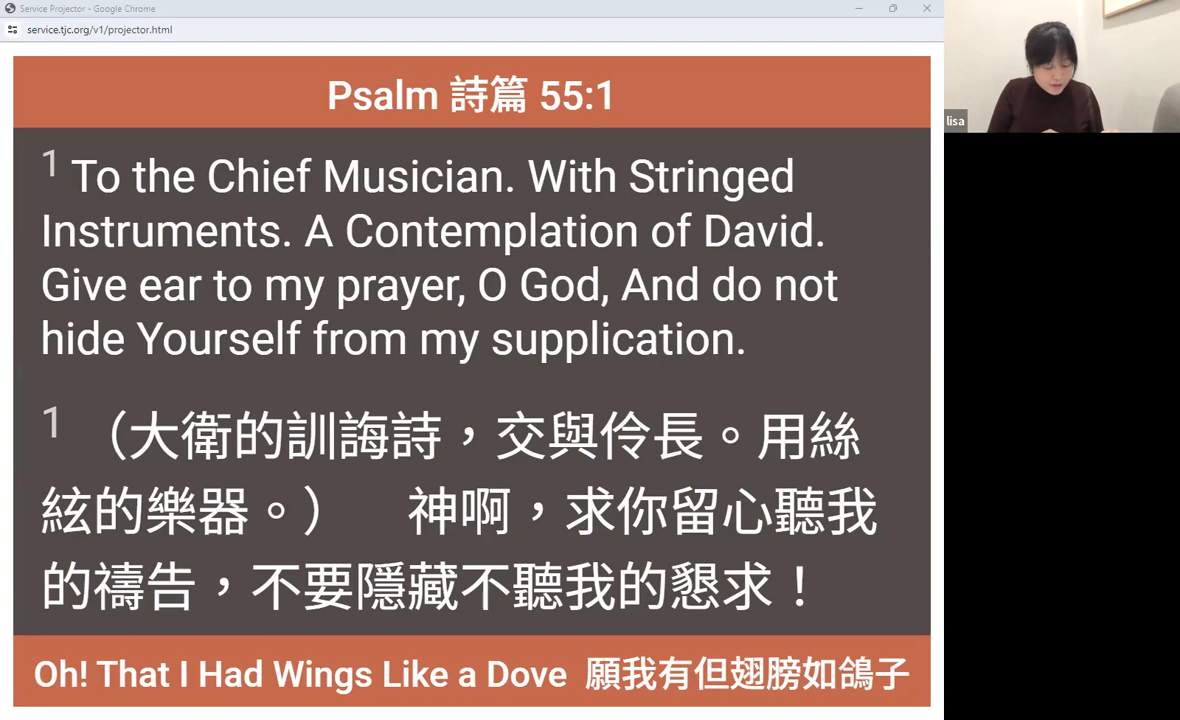 Service Projector - Google Chrome
service.tjc.org/v1/projector.html
Psalm 詩篇 55:1
1 To the Chief Musician. With Stringed
Instruments. A Contemplation of David.
Give ear to my prayer, O God, And do not
hide Yourself from my supplication.
1 （大衛的訓誨詩，交與伶長。用絲
絃的樂器。） 神啊，求你留心聽我
的禱告，不要隱藏不聽我的懇求！
Oh! That I Had Wings Like a Dove 願我有但翅膀如鴿子
lisa